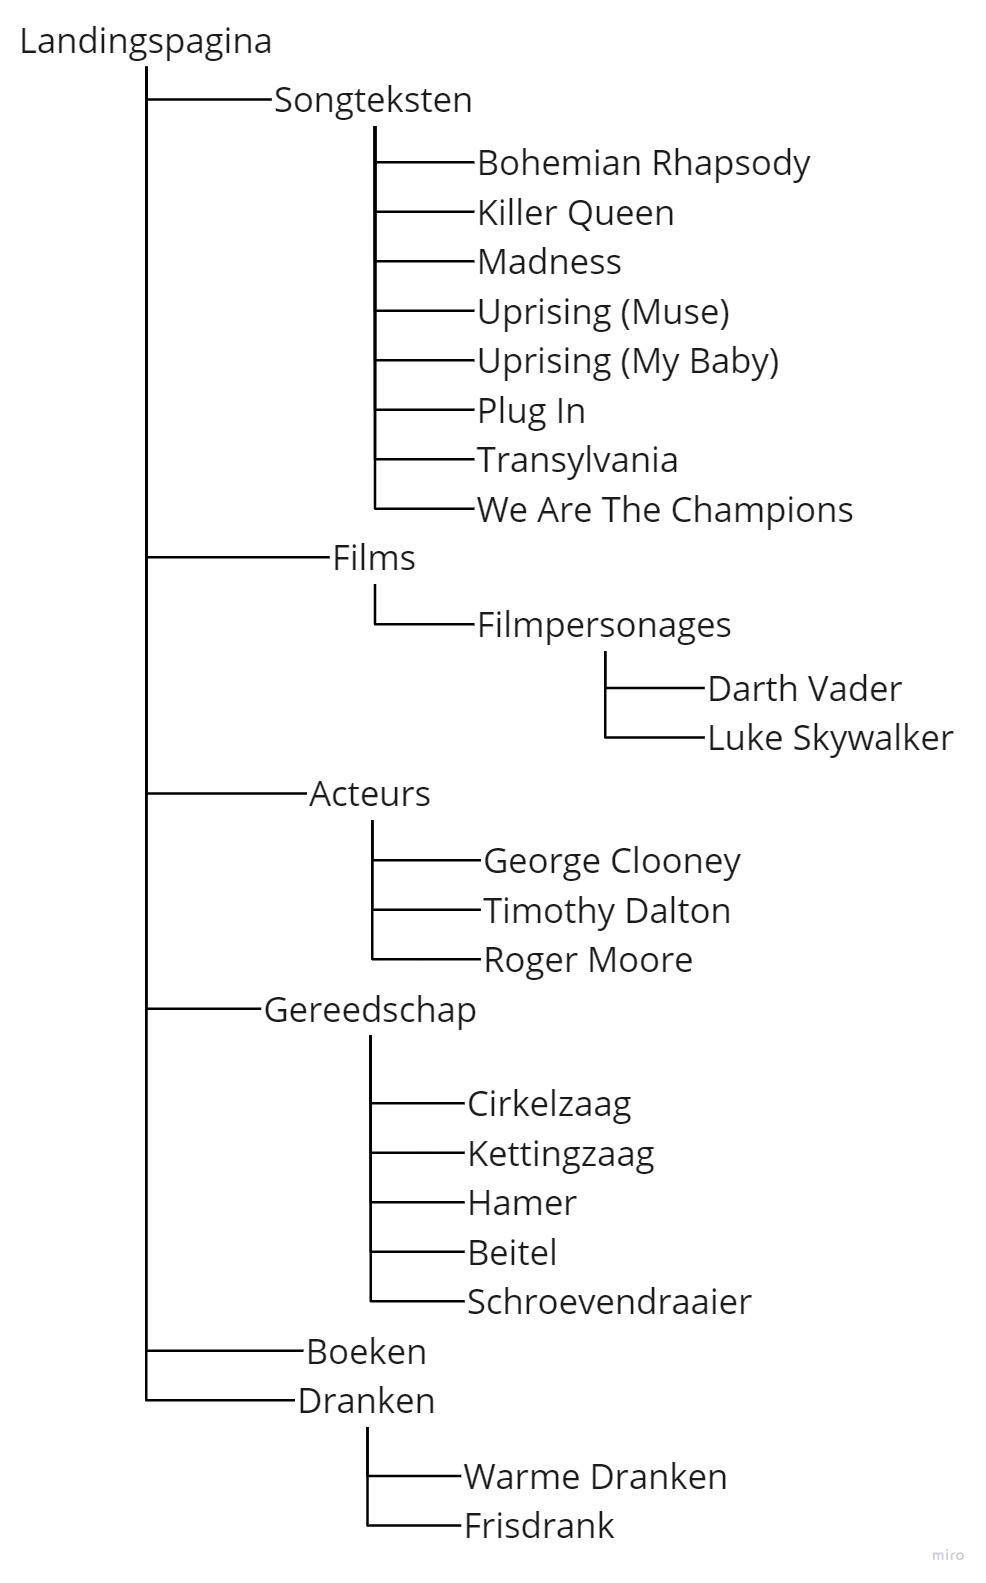 Landingspagina
Songteksten
Bohemian Rhapsody
Killer Queen
Madness
Uprising (Muse)
Uprising (My Baby)
Plug In
Transylvania
We Are The Champions
Films
Filmpersonages
Darth Vader
Luke Skywalker
Acteurs
George Clooney
Timothy Dalton
Roger Moore
Gereedschap
Cirkelzaag
Kettingzaag
Hamer
Beitel
Schroevendraaier
Boeken
Dranken
Warme Dranken
Frisdrank
miro